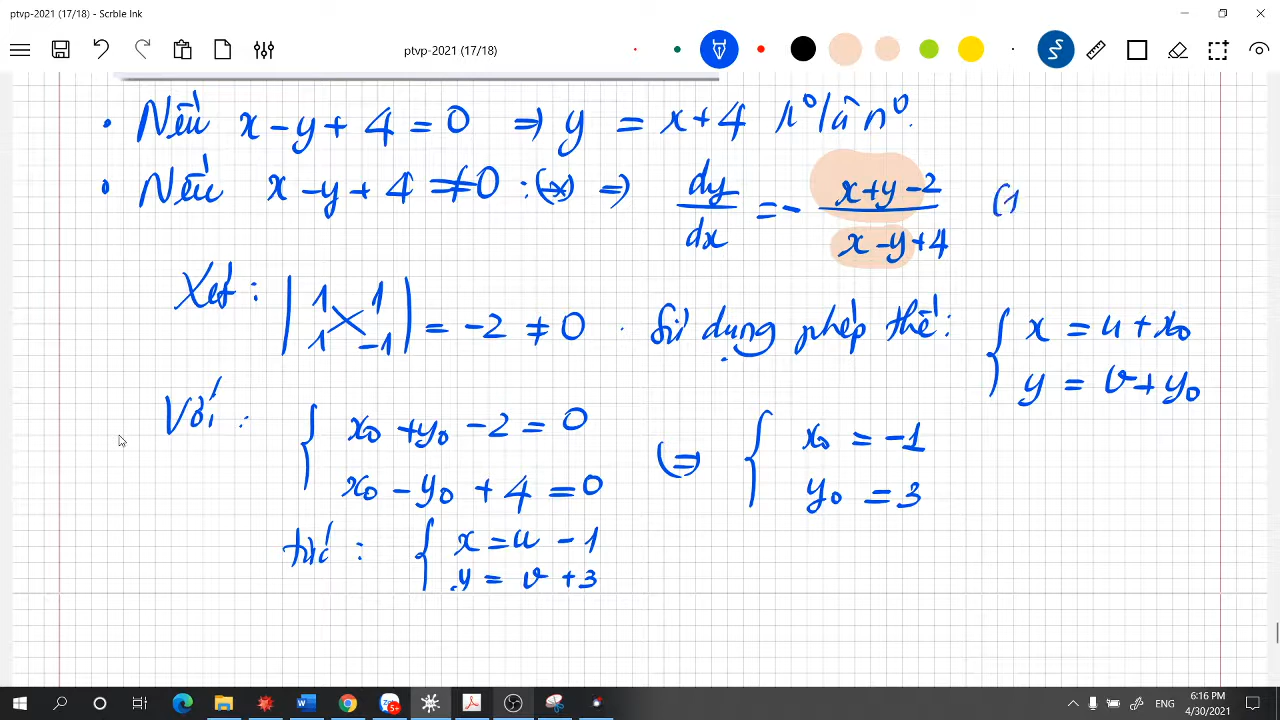 ptvp-2021 (17/18) - Scrble Ink
ptvp-2021 (17/18)
• Nếu x - y + 4 = 0 ⇒ y = x + 4 k° là n°.
• Nếu x - y + 4 ≠ 0 : (*) ⇒ dy/dx = - (x + y - 2)/(x - y + 4) (1
Xét : |1 1; 1 -1| = -2 ≠ 0 . Sử dụng phép thế : { x = u + x₀
y = v + y₀
Với : { x₀ + y₀ - 2 = 0 (⇒ { x₀ = -1
x₀ - y₀ + 4 = 0 y₀ = 3
tức : { x = u - 1
y = v + 3
5+
ENG
6:16 PM
4/30/2021